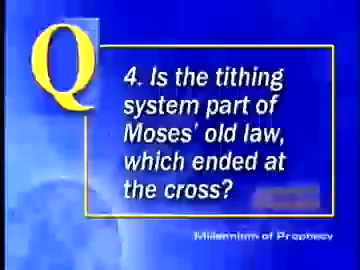 Q
4. Is the tithing
system part of
Moses' old law,
which ended at
the cross?
Millennium of Prophecy